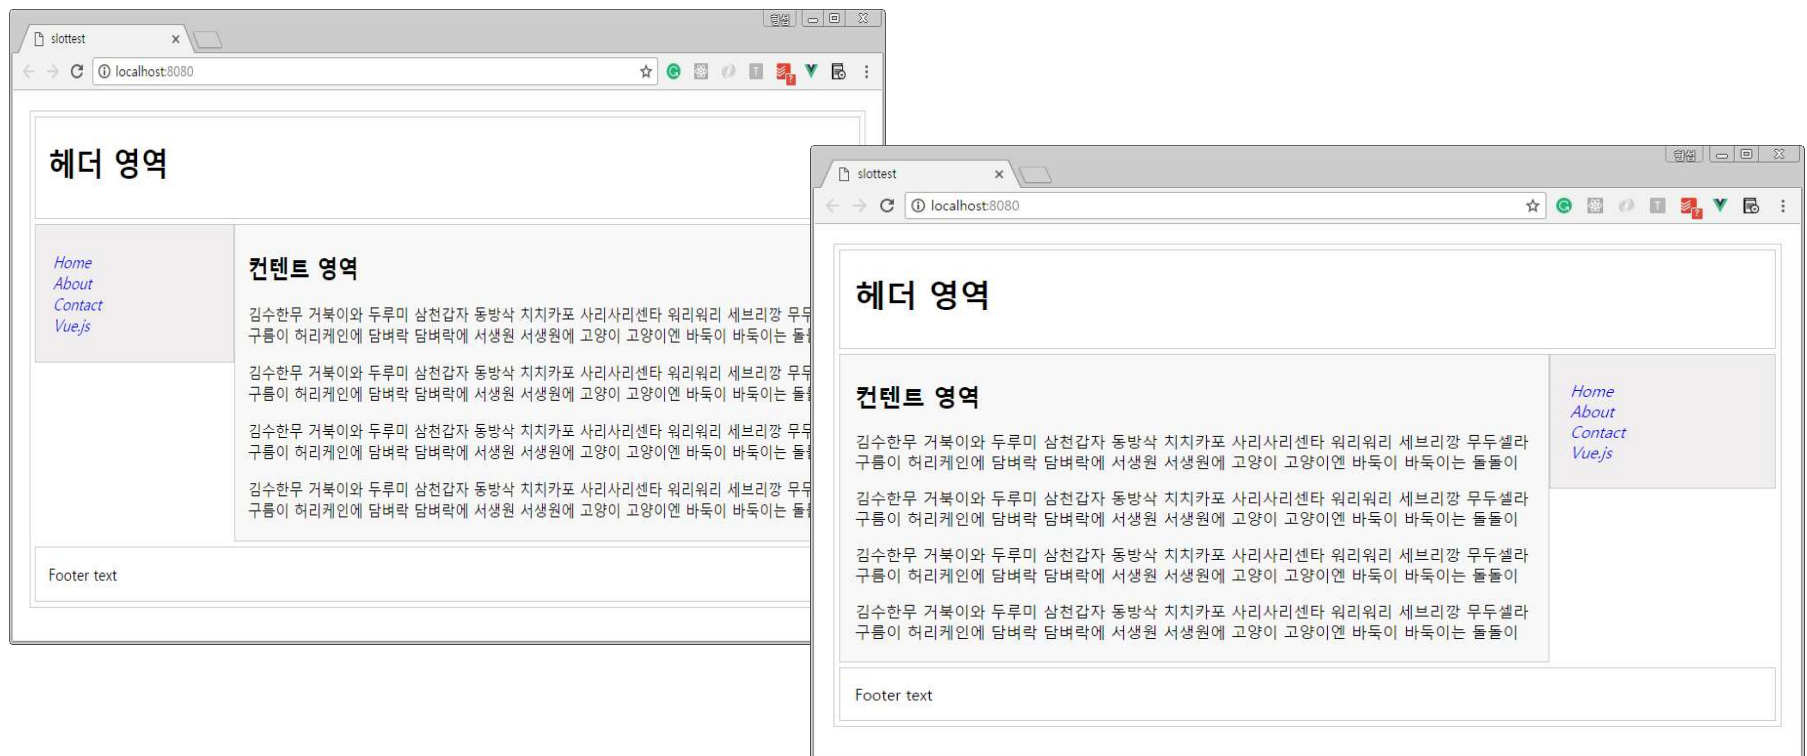 형섭
slottest
localhost:8080
헤더 영역
Home
About
Contact
Vue.js
컨텐트 영역
김수한무 거북이와 두루미 삼천갑자 동방삭 치치카포 사리사리센타 워리워리 세브리깡 무두
구름이 허리케인에 담벼락 담벼락에 서생원 서생원에 고양이 고양이엔 바둑이 바둑이는
김수한무 거북이와 두루미 삼천갑자 동방삭 치치카포 사리사리센타 워리워리 세브리깡 무두
구름이 허리케인에 담벼락 담벼락에 서생원 서생원에 고양이 고양이엔 바둑이 바둑이는
김수한무 거북이와 두루미 삼천갑자 동방삭 치치카포 사리사리센타 워리워리 세브리깡 무두
구름이 허리케인에 담벼락 담벼락에 서생원 서생원에 고양이 고양이엔 바둑이 바둑이는
김수한무 거북이와 두루미 삼천갑자 동방삭 치치카포 사리사리센타 워리워리 세브리깡 무두
구름이 허리케인에 담벼락 담벼락에 서생원 서생원에 고양이 고양이엔 바둑이 바둑이는
Footer text
형섭
slottest
localhost:8080
헤더 영역
컨텐트 영역
김수한무 거북이와 두루미 삼천갑자 동방삭 치치카포 사리사리센타 워리워리 세브리깡 무두셀라
구름이 허리케인에 담벼락 담벼락에 서생원 서생원에 고양이 고양이엔 바둑이 바둑이는 돌돌이
김수한무 거북이와 두루미 삼천갑자 동방삭 치치카포 사리사리센타 워리워리 세브리깡 무두셀라
구름이 허리케인에 담벼락 담벼락에 서생원 서생원에 고양이 고양이엔 바둑이 바둑이는 돌돌이
김수한무 거북이와 두루미 삼천갑자 동방삭 치치카포 사리사리센타 워리워리 세브리깡 무두셀라
구름이 허리케인에 담벼락 담벼락에 서생원 서생원에 고양이 고양이엔 바둑이 바둑이는 돌돌이
김수한무 거북이와 두루미 삼천갑자 동방삭 치치카포 사리사리센타 워리워리 세브리깡 무두셀라
구름이 허리케인에 담벼락 담벼락에 서생원 서생원에 고양이 고양이엔 바둑이 바둑이는 돌돌이
Home
About
Contact
Vue.js
Footer text